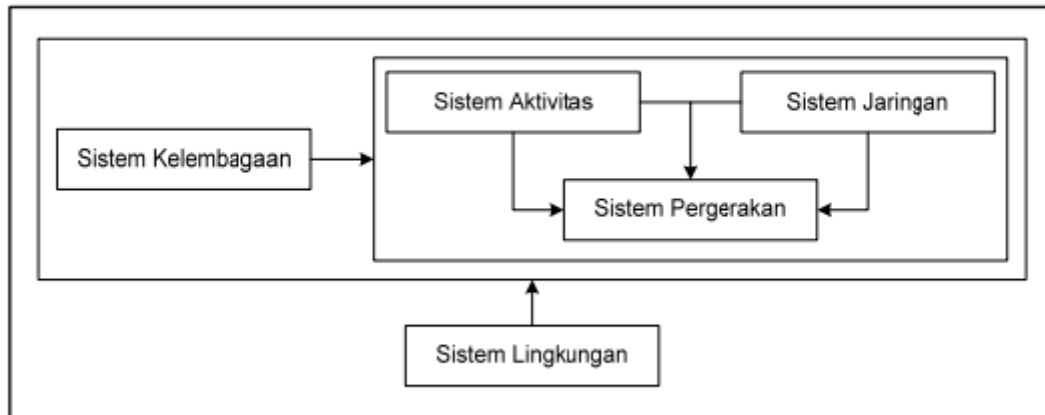 Sistem Aktivitas
Sistem Jaringan
Sistem Kelembagaan
Sistem Pergerakan
Sistem Lingkungan